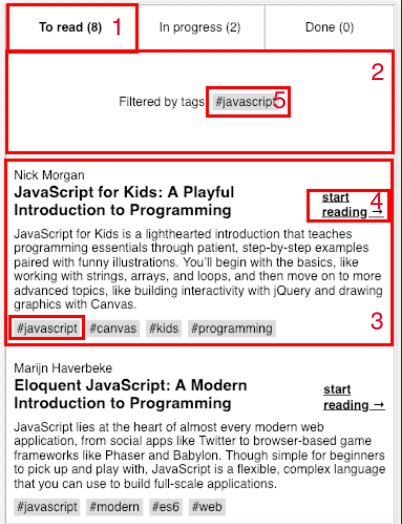 To read (8) 1 In progress (2) Done (0)
2
Filtered by tags #javascript 5
Nick Morgan
JavaScript for Kids: A Playful
Introduction to Programming
start
reading → 4
JavaScript for Kids is a lighthearted introduction that teaches
programming essentials through patient, step-by-step examples
paired with funny illustrations. You'll begin with the basics, like
working with strings, arrays, and loops, and then move on to more
advanced topics, like building interactivity with jQuery and drawing
graphics with Canvas.
3
#javascript #canvas #kids #programming
Marijn Haverbeke
Eloquent JavaScript: A Modern
Introduction to Programming
start
reading →
JavaScript lies at the heart of almost every modern web
application, from social apps like Twitter to browser-based game
frameworks like Phaser and Babylon. Though simple for beginners
to pick up and play with, JavaScript is a flexible, complex language
that you can use to build full-scale applications.
#javascript #modern #es6 #web